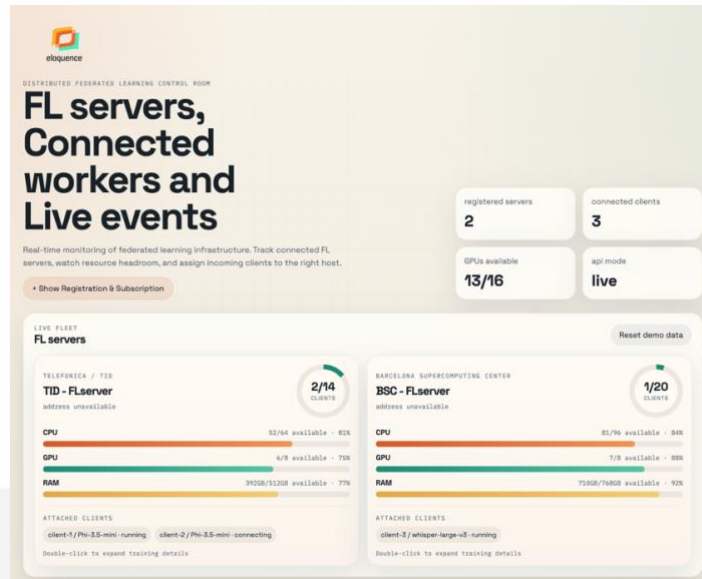 eloquence
DISTRIBUTED FEDERATED LEARNING CONTROL ROOM
FL servers,
Connected
workers and
Live events
Real-time monitoring of federated learning infrastructure. Track connected FL
servers, watch resource headroom, and assign incoming clients to the right host.
+ Show Registration & Subscription
registered servers
2
connected clients
3
GPUs available
13/16
api mode
live
LIVE FLEET
FL servers
Reset demo data
TELEFONICA / TID
TID - FLserver
address unavailable
2/14
CLIENTS
CPU 52/64 available · 81%
GPU 6/8 available · 75%
RAM 392GB/512GB available · 77%
ATTACHED CLIENTS
client-1 / Phi-3.5-mini · running client-2 / Phi-3.5-mini · connecting
Double-click to expand training details
BARCELONA SUPERCOMPUTING CENTER
BSC - FLserver
address unavailable
1/20
CLIENTS
CPU 81/96 available · 84%
GPU 7/8 available · 88%
RAM 710GB/768GB available · 92%
ATTACHED CLIENTS
client-3 / whisper-large-v3 · running
Double-click to expand training details